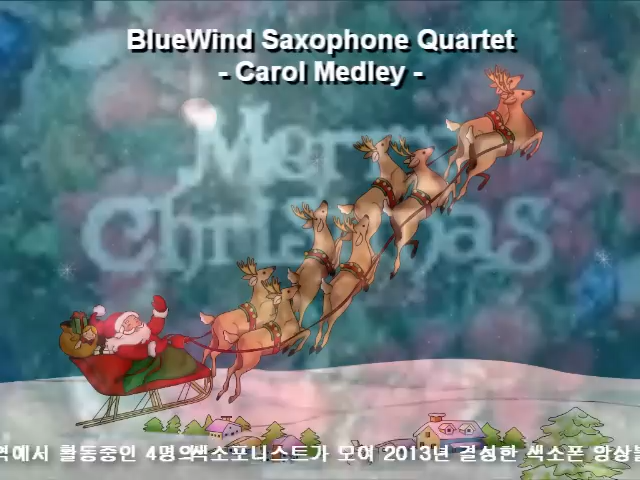 BlueWind Saxophone Quartet
- Carol Medley -
Merry
Christmas
역에서 활동중인 4명의색소포니스트가 모여 2013년 결성한 색소폰 앙상블